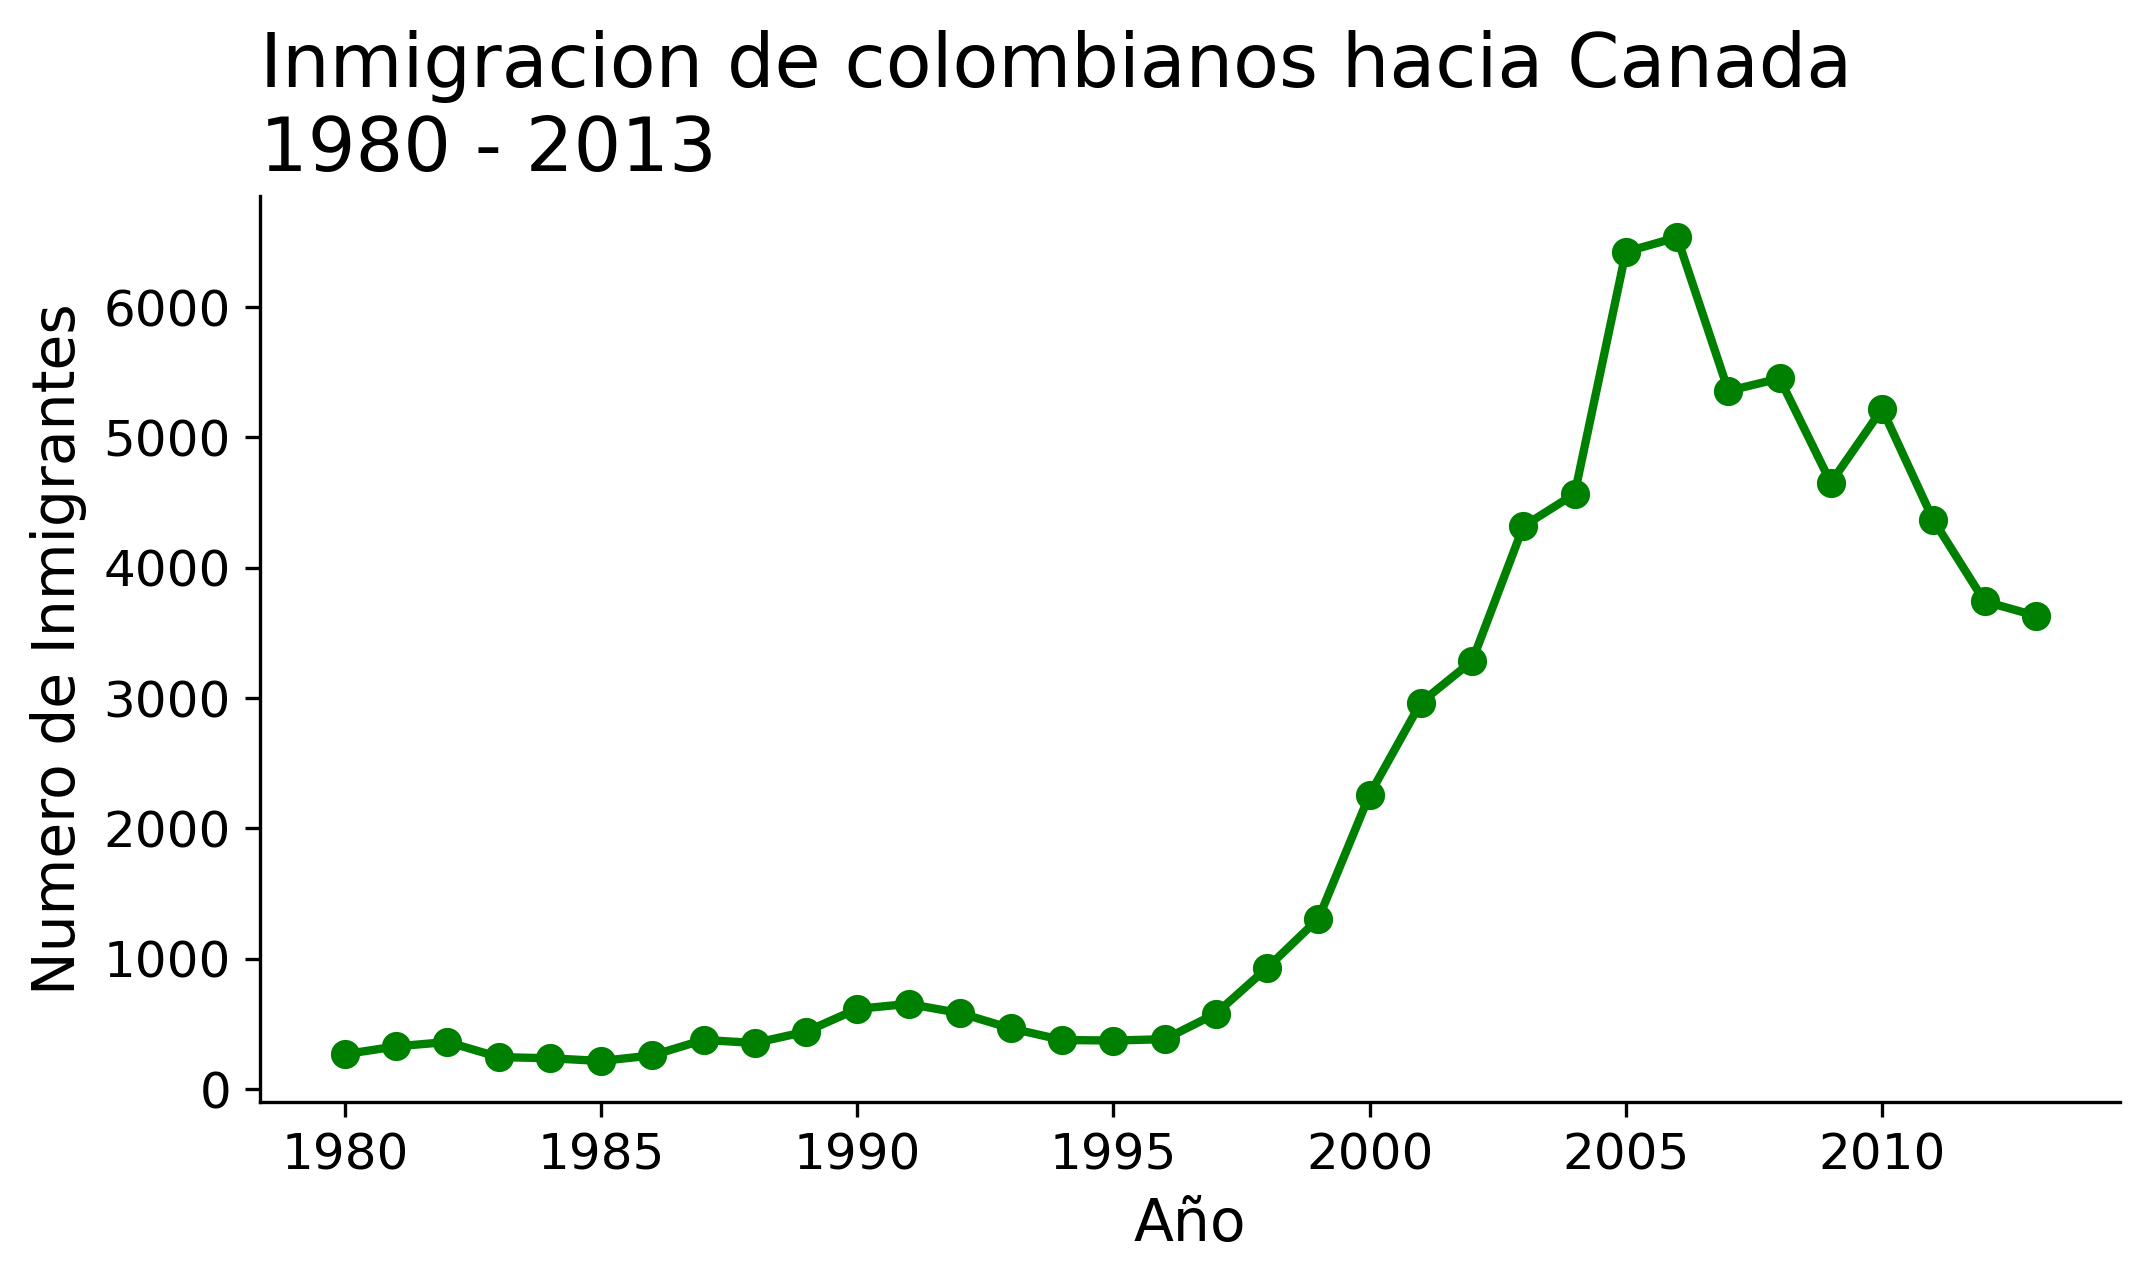 Inmigracion de colombianos hacia Canada
1980 - 2013
Numero de Inmigrantes
6000
5000
4000
3000
2000
1000
0
1980 1985 1990 1995 2000 2005 2010
Año